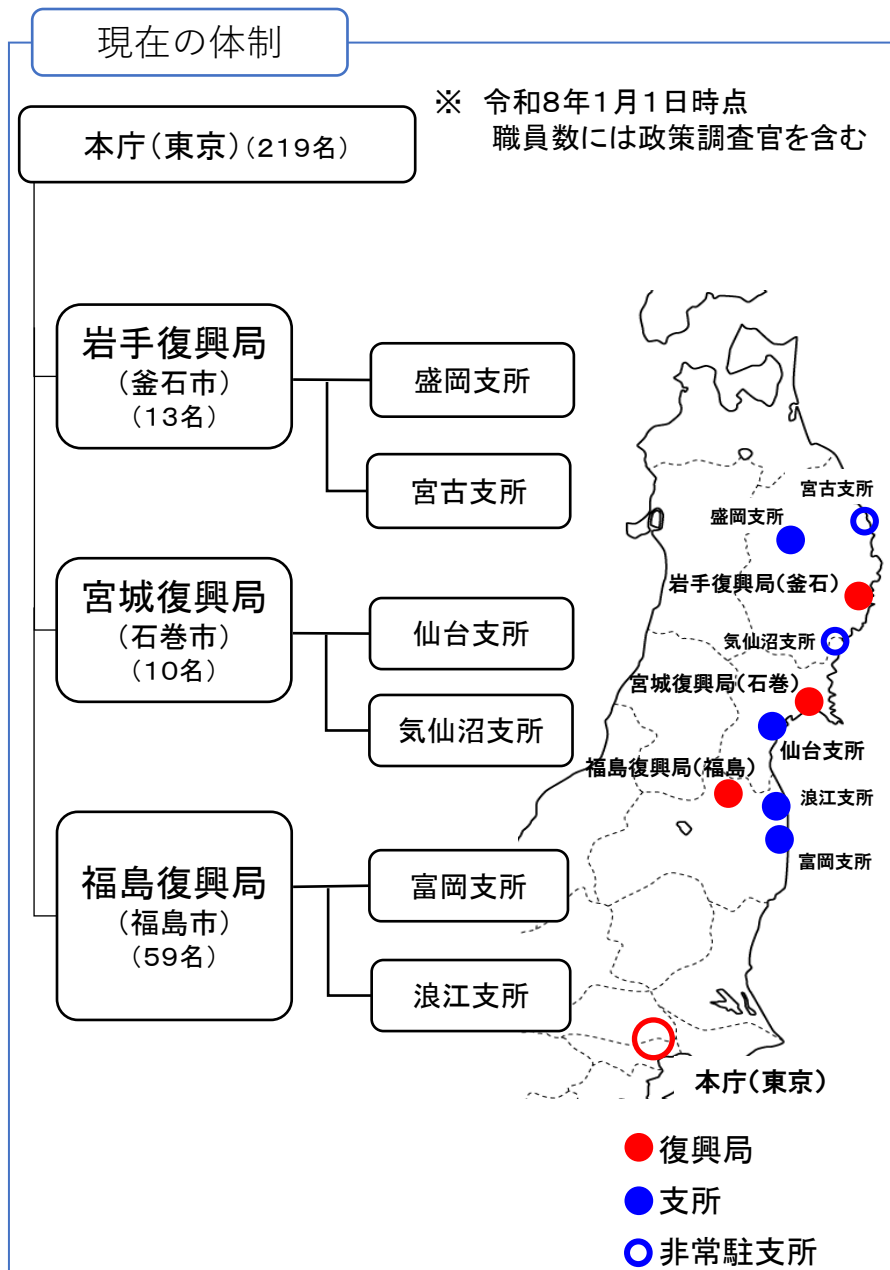 現在の体制
※ 令和8年1月1日時点
職員数には政策調査官を含む
本庁(東京)(219名)
岩手復興局
(釜石市)
(13名)
盛岡支所
宮古支所
宮城復興局
(石巻市)
(10名)
仙台支所
気仙沼支所
福島復興局
(福島市)
(59名)
富岡支所
浪江支所
宮古支所
盛岡支所
岩手復興局(釜石)
気仙沼支所
宮城復興局(石巻)
仙台支所
福島復興局(福島)
浪江支所
富岡支所
本庁(東京)
復興局
支所
非常駐支所